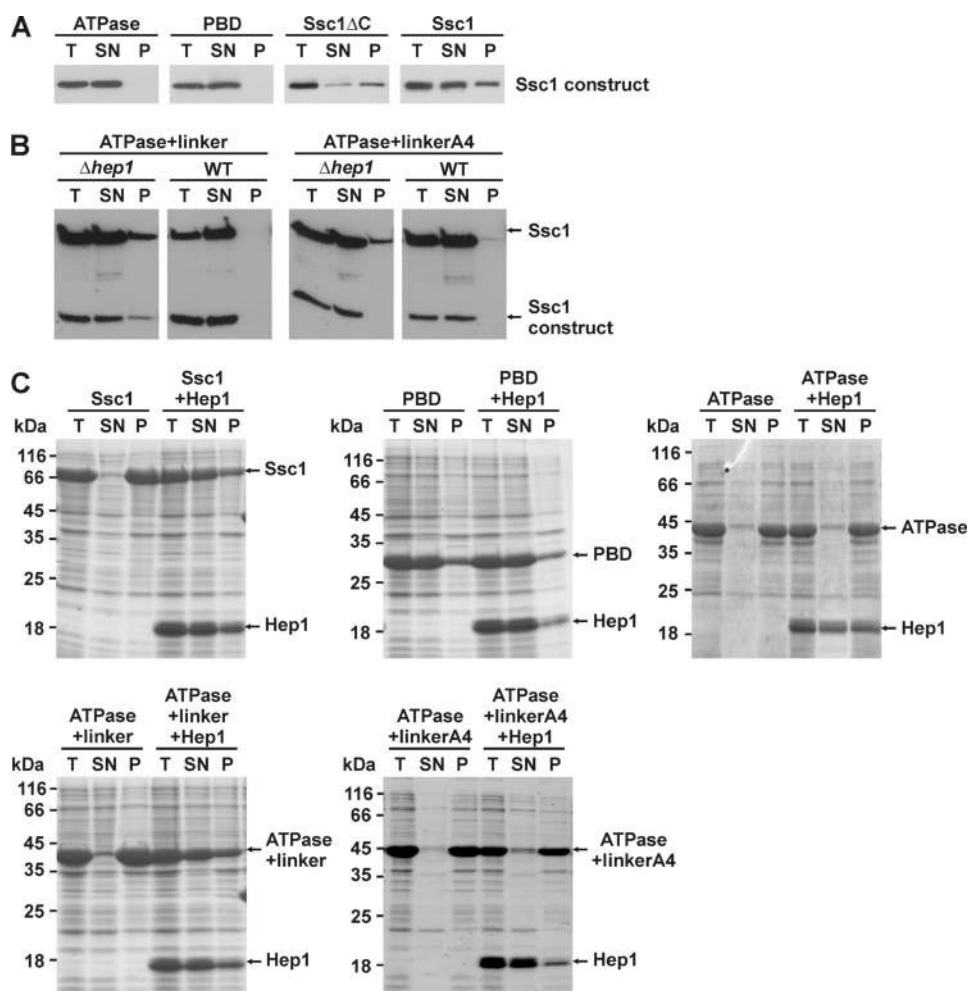 A
ATPase PBD Ssc1ΔC Ssc1
T SN P T SN P T SN P T SN P
Ssc1 construct
B
ATPase+linker ATPase+linkerA4
Δhep1 WT Δhep1 WT
T SN P T SN P T SN P T SN P
Ssc1
Ssc1
construct
C
Ssc1 Ssc1
+Hep1
kDa T SN P T SN P
116
66
45
35
25
18
Ssc1
Hep1
PBD PBD
+Hep1
kDa T SN P T SN P
116
66
45
35
25
18
PBD
Hep1
ATPase ATPase
+Hep1
kDa T SN P T SN P
116
66
45
35
25
18
ATPase
Hep1
ATPase
+linker
ATPase
+linker
+Hep1
kDa T SN P T SN P
116
66
45
35
25
18
ATPase
+linker
Hep1
ATPase
+linkerA4
ATPase
+linkerA4
+Hep1
kDa T SN P T SN P
116
66
45
35
25
18
ATPase
+linkerA4
Hep1